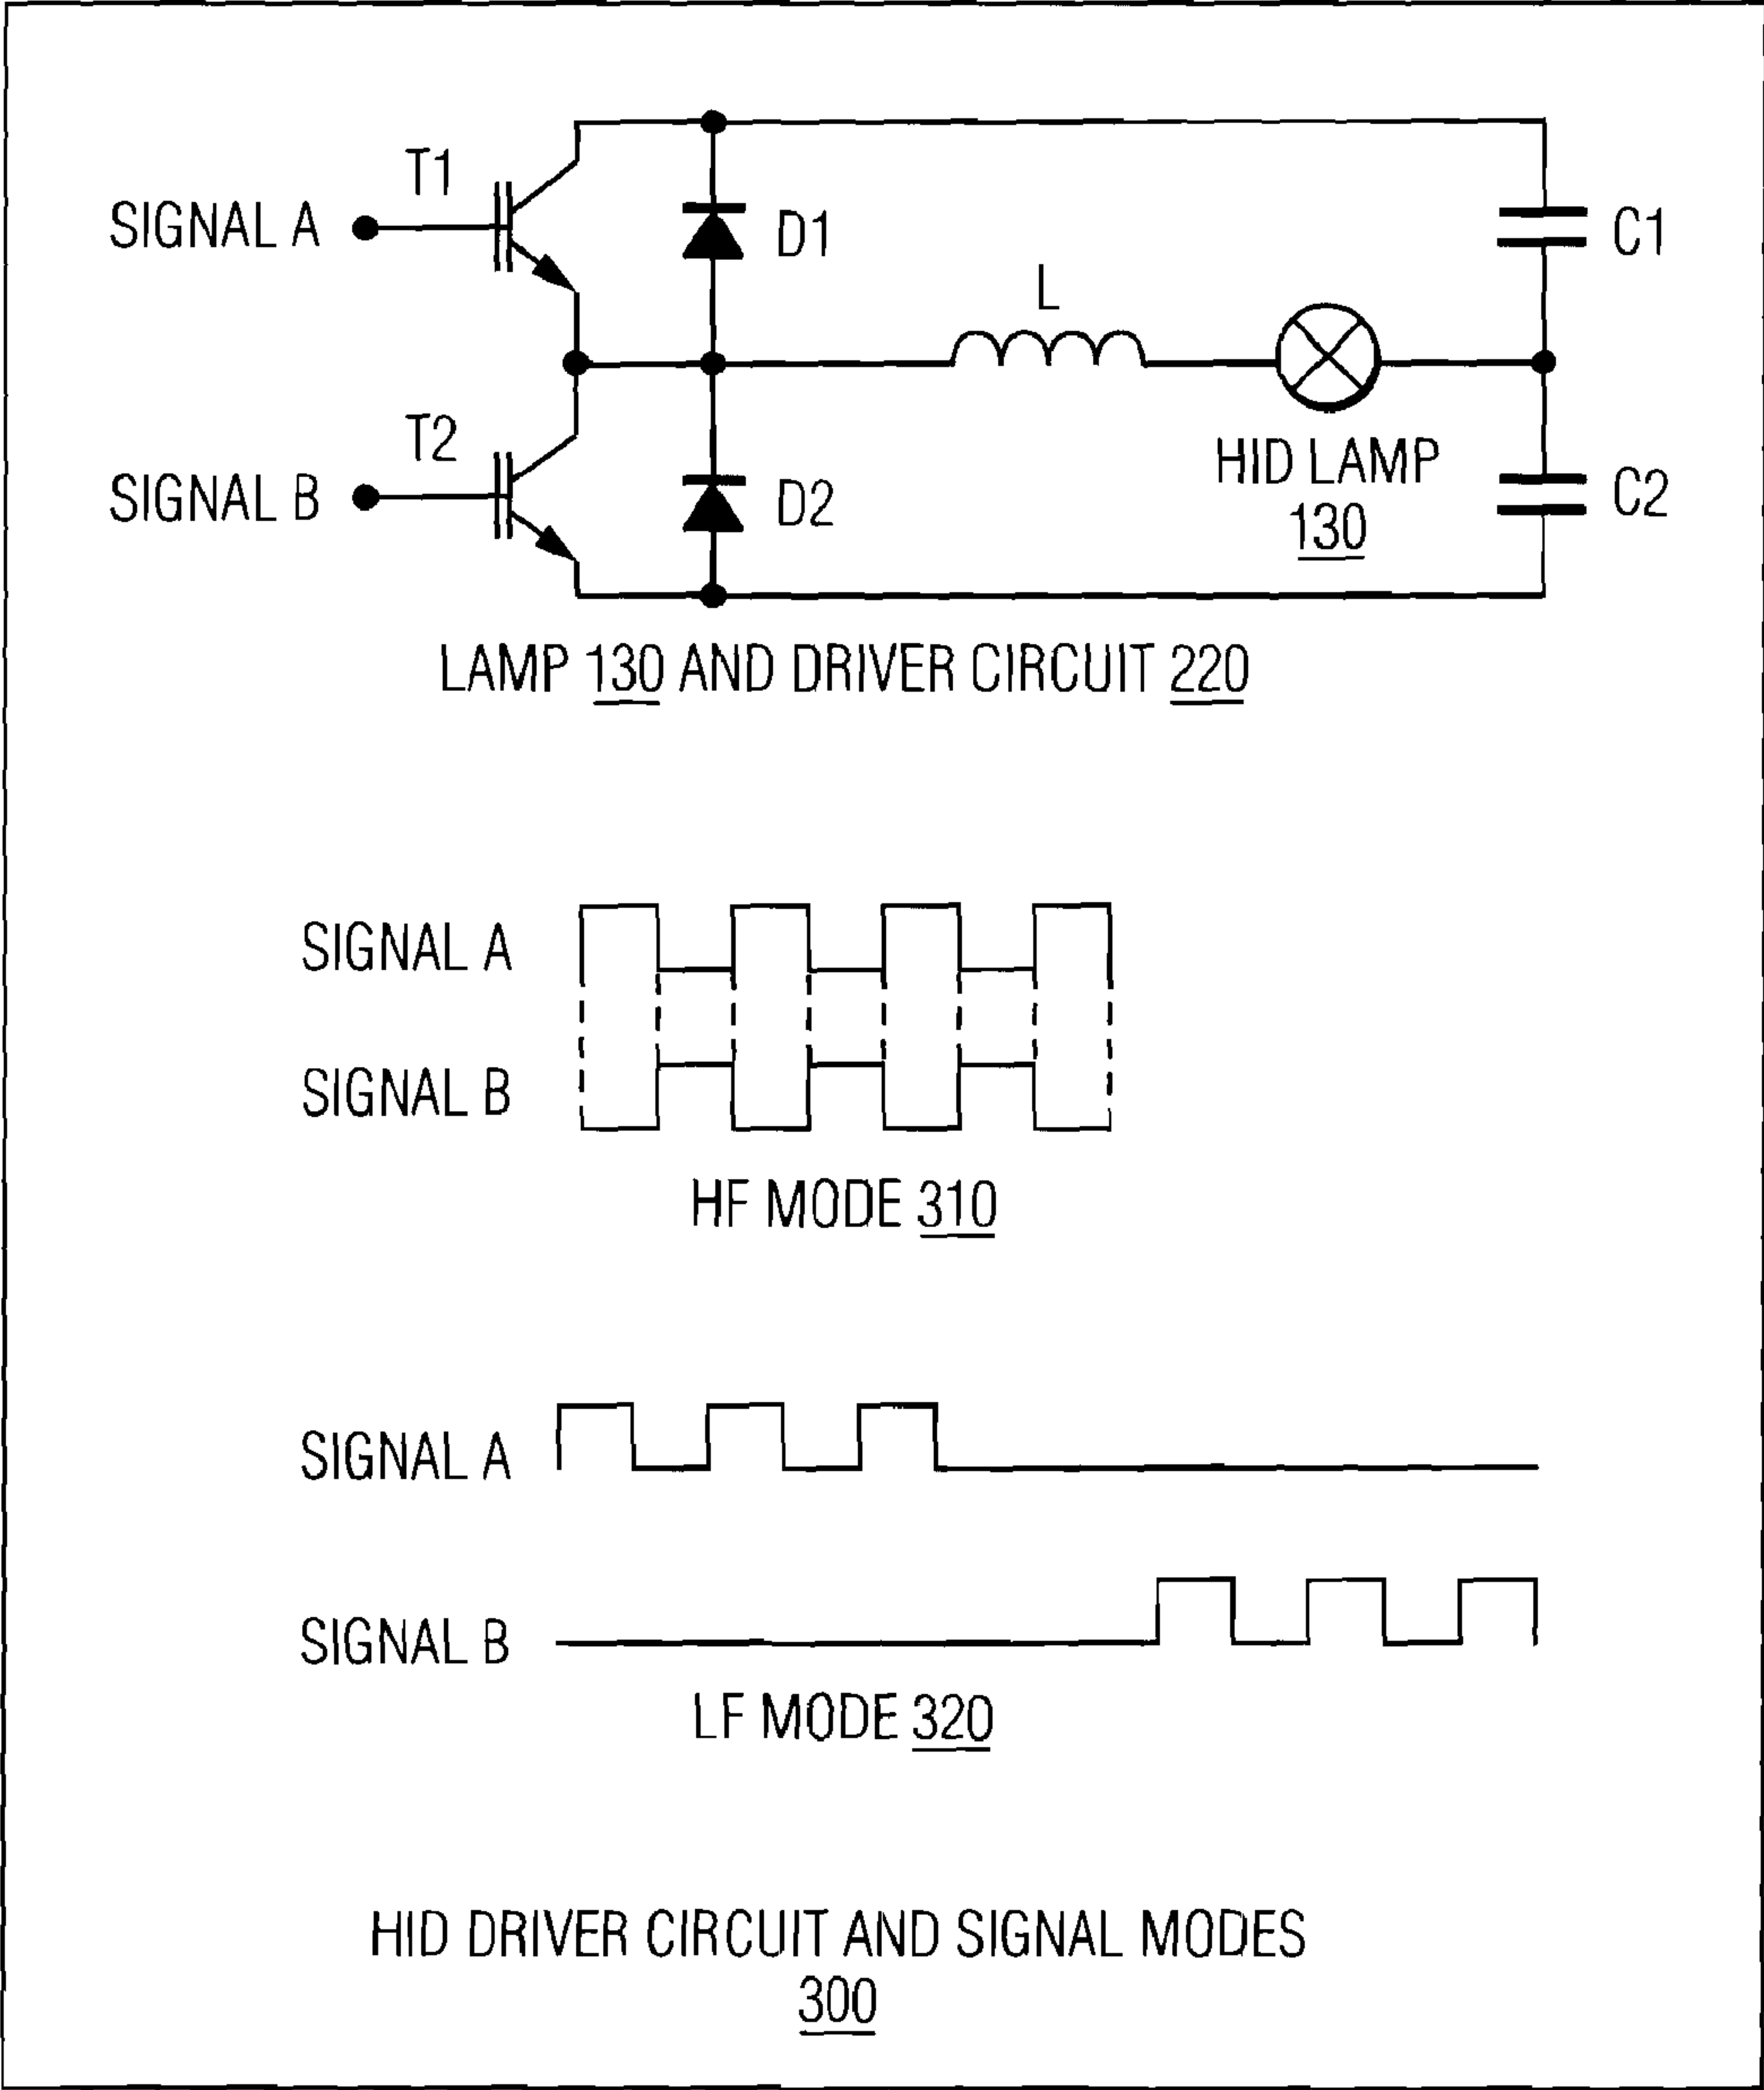 T1
SIGNAL A
D1
C1
L
T2
SIGNAL B
D2
HID LAMP
130
C2
LAMP 130 AND DRIVER CIRCUIT 220
SIGNAL A
SIGNAL B
HF MODE 310
SIGNAL A
SIGNAL B
LF MODE 320
HID DRIVER CIRCUIT AND SIGNAL MODES
300